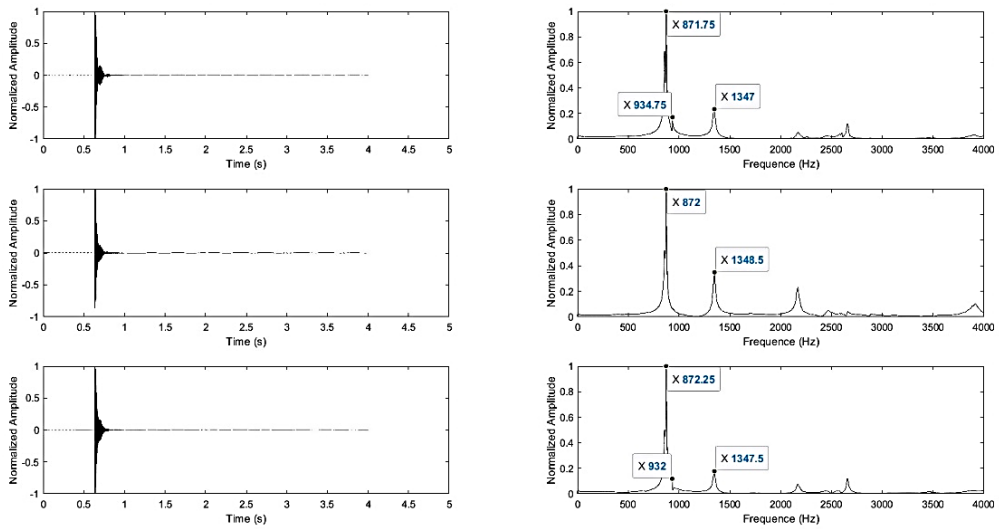 Normalized Amplitude
1
0.5
0
-0.5
-1
0 0.5 1 1.5 2 2.5 3 3.5 4 4.5 5
Time (s)
Normalized Amplitude
1
0.8
0.6
0.4
0.2
0
X 871.75
X 934.75
X 1347
0 500 1000 1500 2000 2500 3000 3500 4000
Frequence (Hz)
Normalized Amplitude
1
0.5
0
-0.5
-1
0 0.5 1 1.5 2 2.5 3 3.5 4 4.5 5
Time (s)
Normalized Amplitude
1
0.8
0.6
0.4
0.2
0
X 872
X 1348.5
0 500 1000 1500 2000 2500 3000 3500 4000
Frequence (Hz)
Normalized Amplitude
1
0.5
0
-0.5
-1
0 0.5 1 1.5 2 2.5 3 3.5 4 4.5 5
Time (s)
Normalized Amplitude
1
0.8
0.6
0.4
0.2
0
X 872.25
X 932
X 1347.5
0 500 1000 1500 2000 2500 3000 3500 4000
Frequence (Hz)